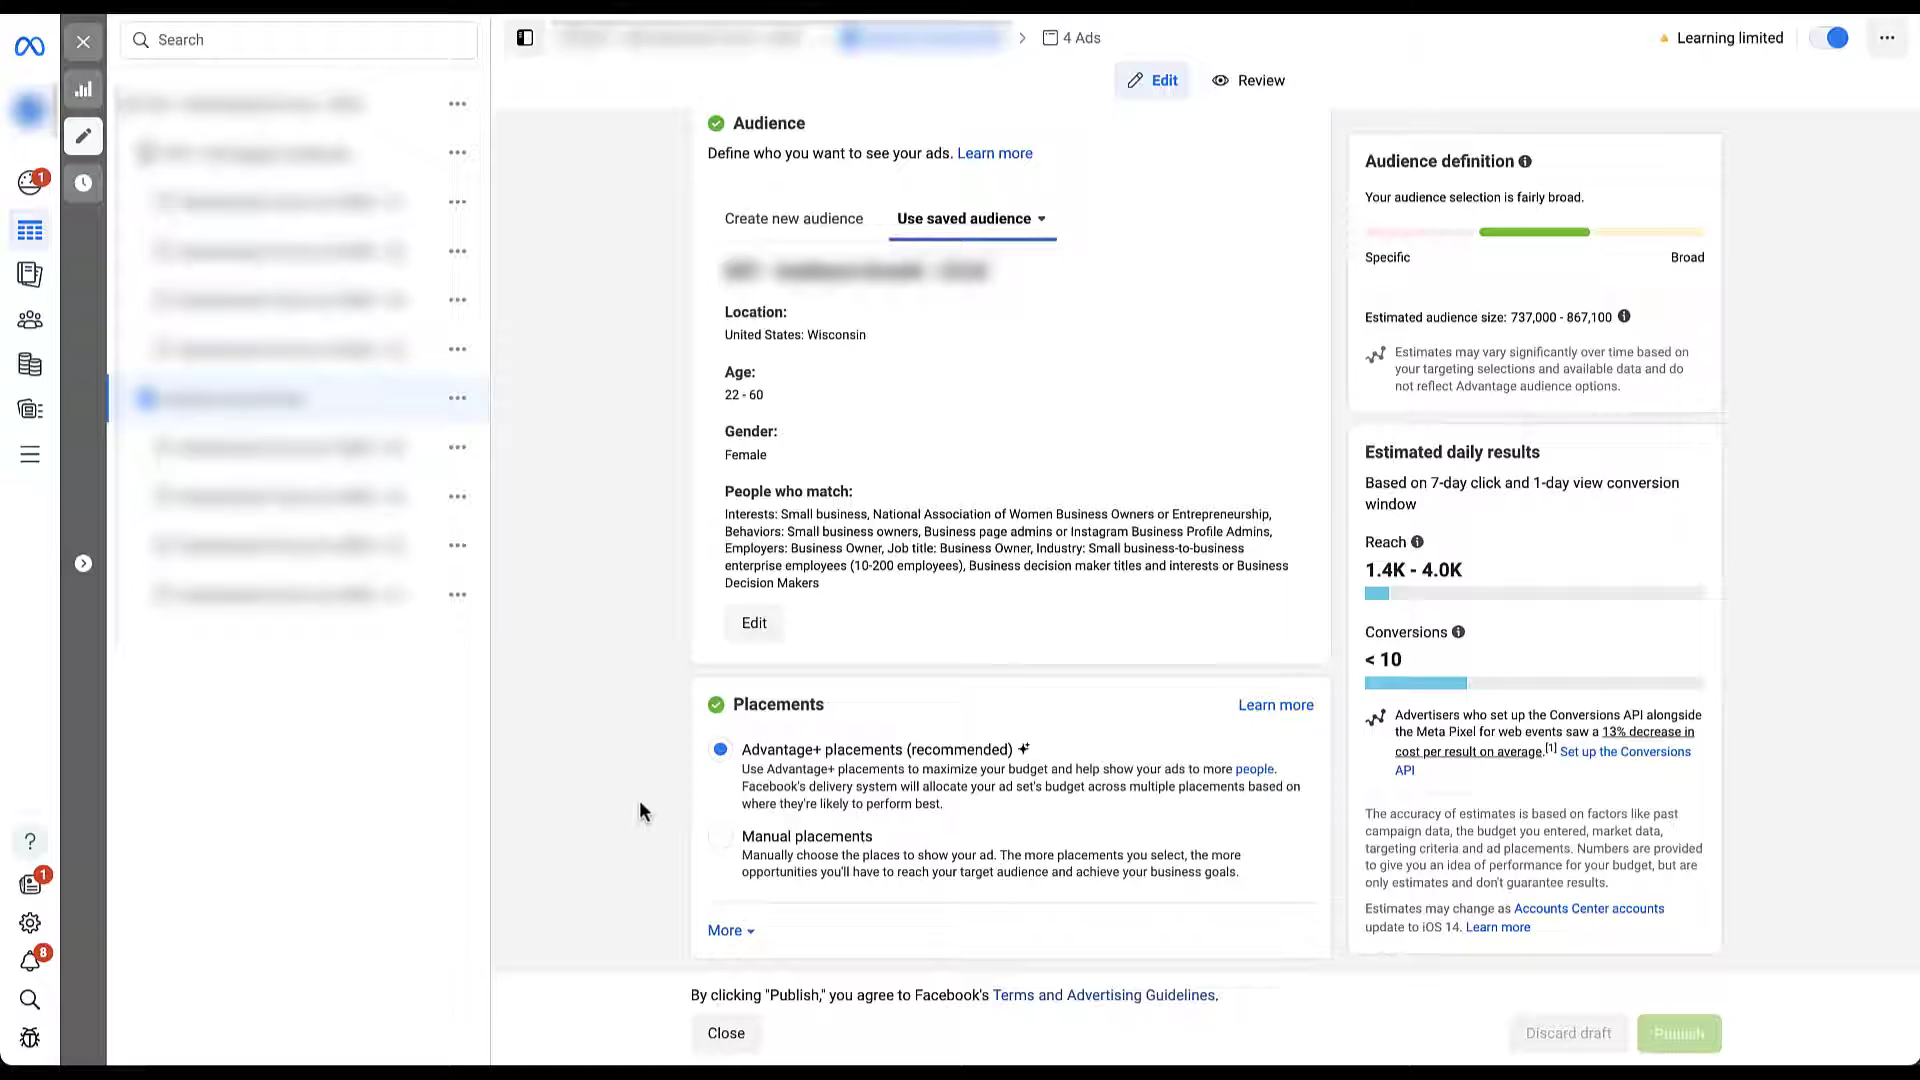 Search
4 Ads
Learning limited
Edit
Review
1
Audience
Define who you want to see your ads. Learn more
Create new audience
Use saved audience
Location:
United States: Wisconsin
Age:
22 - 60
Gender:
Female
People who match:
Interests: Small business, National Association of Women Business Owners or Entrepreneurship,
Behaviors: Small business owners, Business page admins or Instagram Business Profile Admins,
Employers: Business Owner, Job title: Business Owner, Industry: Small business-to-business
enterprise employees (10-200 employees), Business decision maker titles and interests or Business
Decision Makers
Edit
Placements
Learn more
Advantage+ placements (recommended)
Use Advantage+ placements to maximize your budget and help show your ads to more people.
Facebook's delivery system will allocate your ad set's budget across multiple placements based on
where they're likely to perform best.
Manual placements
Manually choose the places to show your ad. The more placements you select, the more
opportunities you'll have to reach your target audience and achieve your business goals.
More
Audience definition
Your audience selection is fairly broad.
Specific
Broad
Estimated audience size: 737,000 - 867,100
Estimates may vary significantly over time based on
your targeting selections and available data and do
not reflect Advantage audience options.
Estimated daily results
Based on 7-day click and 1-day view conversion
window
Reach
1.4K - 4.0K
Conversions
< 10
Advertisers who set up the Conversions API alongside
the Meta Pixel for web events saw a 13% decrease in
cost per result on average.[1] Set up the Conversions
API
The accuracy of estimates is based on factors like past
campaign data, the budget you entered, market data,
targeting criteria and ad placements. Numbers are provided
to give you an idea of performance for your budget, but are
only estimates and don't guarantee results.
Estimates may change as Accounts Center accounts
update to iOS 14. Learn more
1
8
By clicking "Publish," you agree to Facebook's Terms and Advertising Guidelines.
Close
Discard draft
Publish